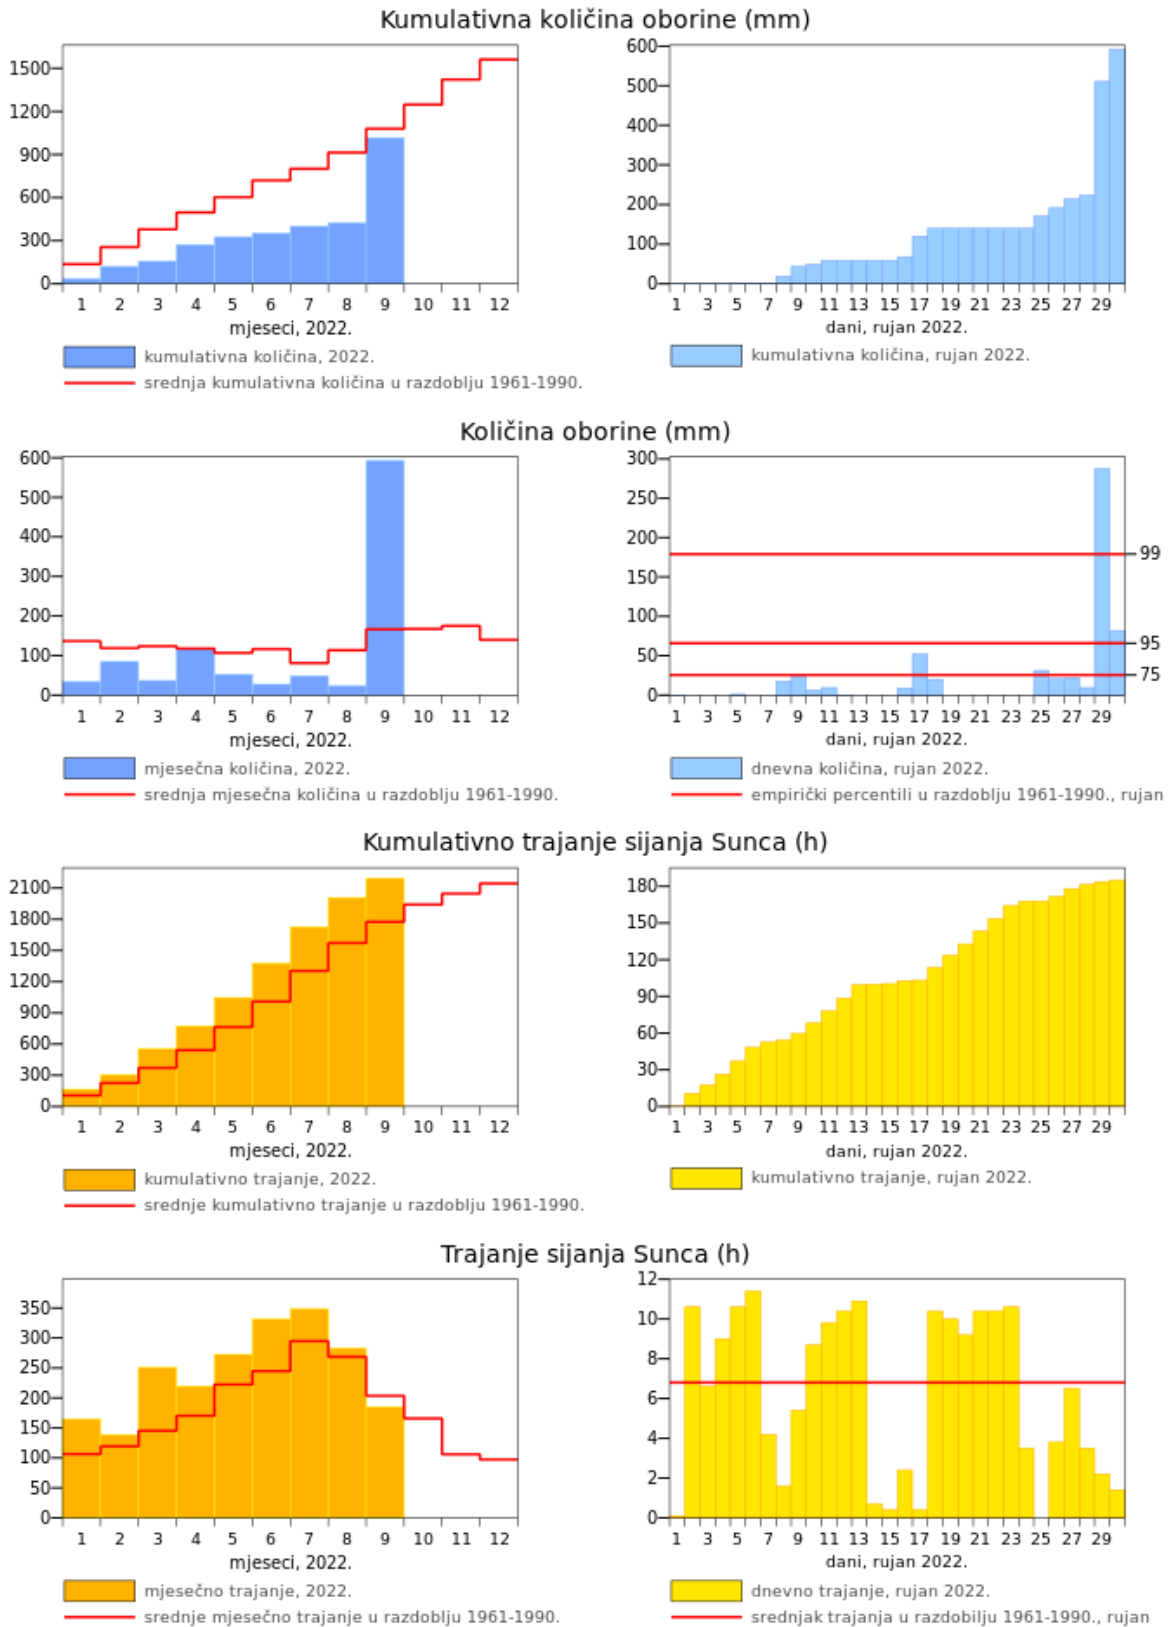 Kumulativna količina oborine (mm)
1500
1200
900
600
300
0
1 2 3 4 5 6 7 8 9 10 11 12
mjeseci, 2022.
kumulativna količina, 2022.
srednja kumulativna količina u razdoblju 1961-1990.
600
500
400
300
200
100
0
1 3 5 7 9 11 13 15 17 19 21 23 25 27 29
dani, rujan 2022.
kumulativna količina, rujan 2022.
Količina oborine (mm)
600
500
400
300
200
100
0
1 2 3 4 5 6 7 8 9 10 11 12
mjeseci, 2022.
mjesečna količina, 2022.
srednja mjesečna količina u razdoblju 1961-1990.
300
250
200
150
100
50
0
99
95
75
1 3 5 7 9 11 13 15 17 19 21 23 25 27 29
dani, rujan 2022.
dnevna količina, rujan 2022.
empirički percentili u razdoblju 1961-1990., rujan
Kumulativno trajanje sijanja Sunca (h)
2100
1800
1500
1200
900
600
300
0
1 2 3 4 5 6 7 8 9 10 11 12
mjeseci, 2022.
kumulativno trajanje, 2022.
srednje kumulativno trajanje u razdoblju 1961-1990.
180
150
120
90
60
30
0
1 3 5 7 9 11 13 15 17 19 21 23 25 27 29
dani, rujan 2022.
kumulativno trajanje, rujan 2022.
Trajanje sijanja Sunca (h)
350
300
250
200
150
100
50
0
1 2 3 4 5 6 7 8 9 10 11 12
mjeseci, 2022.
mjesečno trajanje, 2022.
srednje mjesečno trajanje u razdoblju 1961-1990.
12
10
8
6
4
2
0
1 3 5 7 9 11 13 15 17 19 21 23 25 27 29
dani, rujan 2022.
dnevno trajanje, rujan 2022.
srednjak trajanja u razdobilju 1961-1990., rujan